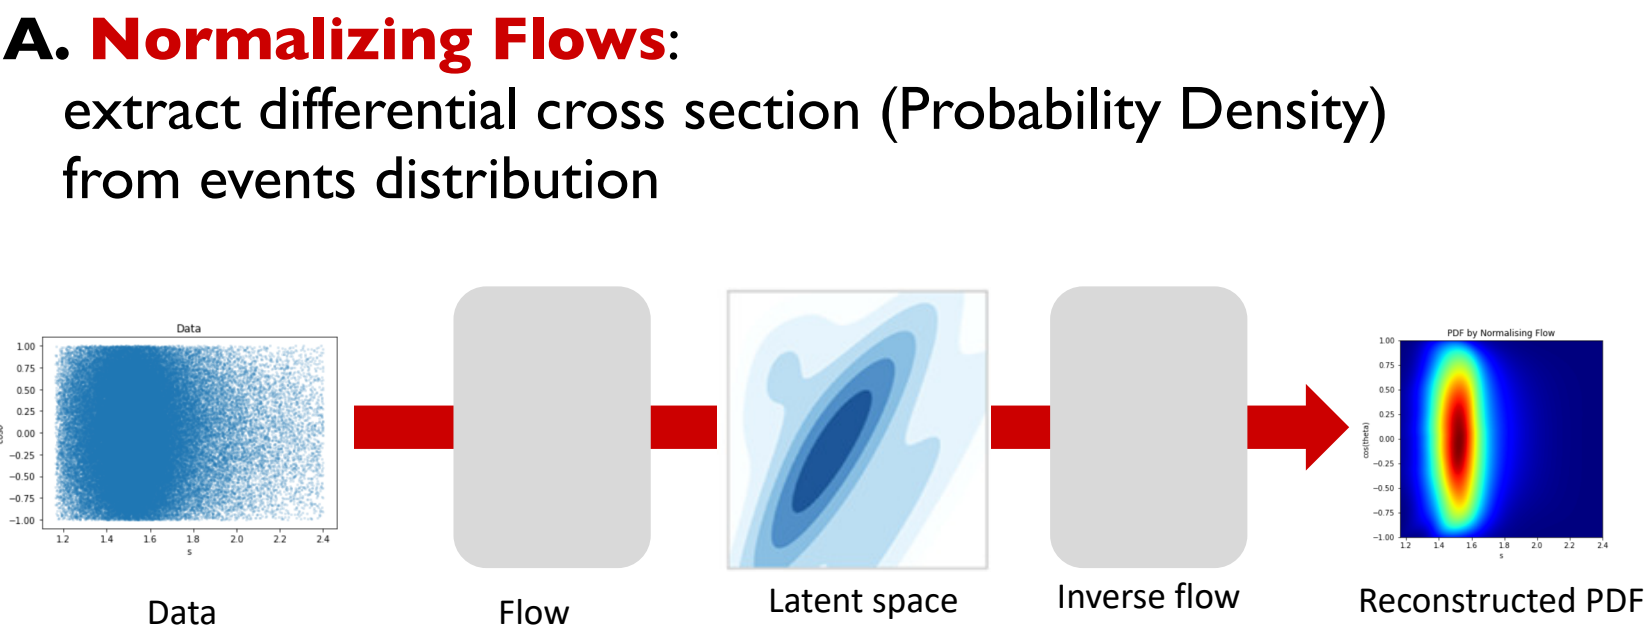 A. Normalizing Flows:
extract differential cross section (Probability Density)
from events distribution
Data
1.00
0.75
0.50
0.25
0.00
−0.25
−0.50
−0.75
−1.00
1.2 1.4 1.6 1.8 2.0 2.2 2.4
s
PDF by Normalising Flow
cos(theta)
1.00
0.75
0.50
0.25
0.00
−0.25
−0.50
−0.75
−1.00
1.2 1.4 1.6 1.8 2.0 2.2 2.4
s
Data
Flow
Latent space
Inverse flow
Reconstructed PDF